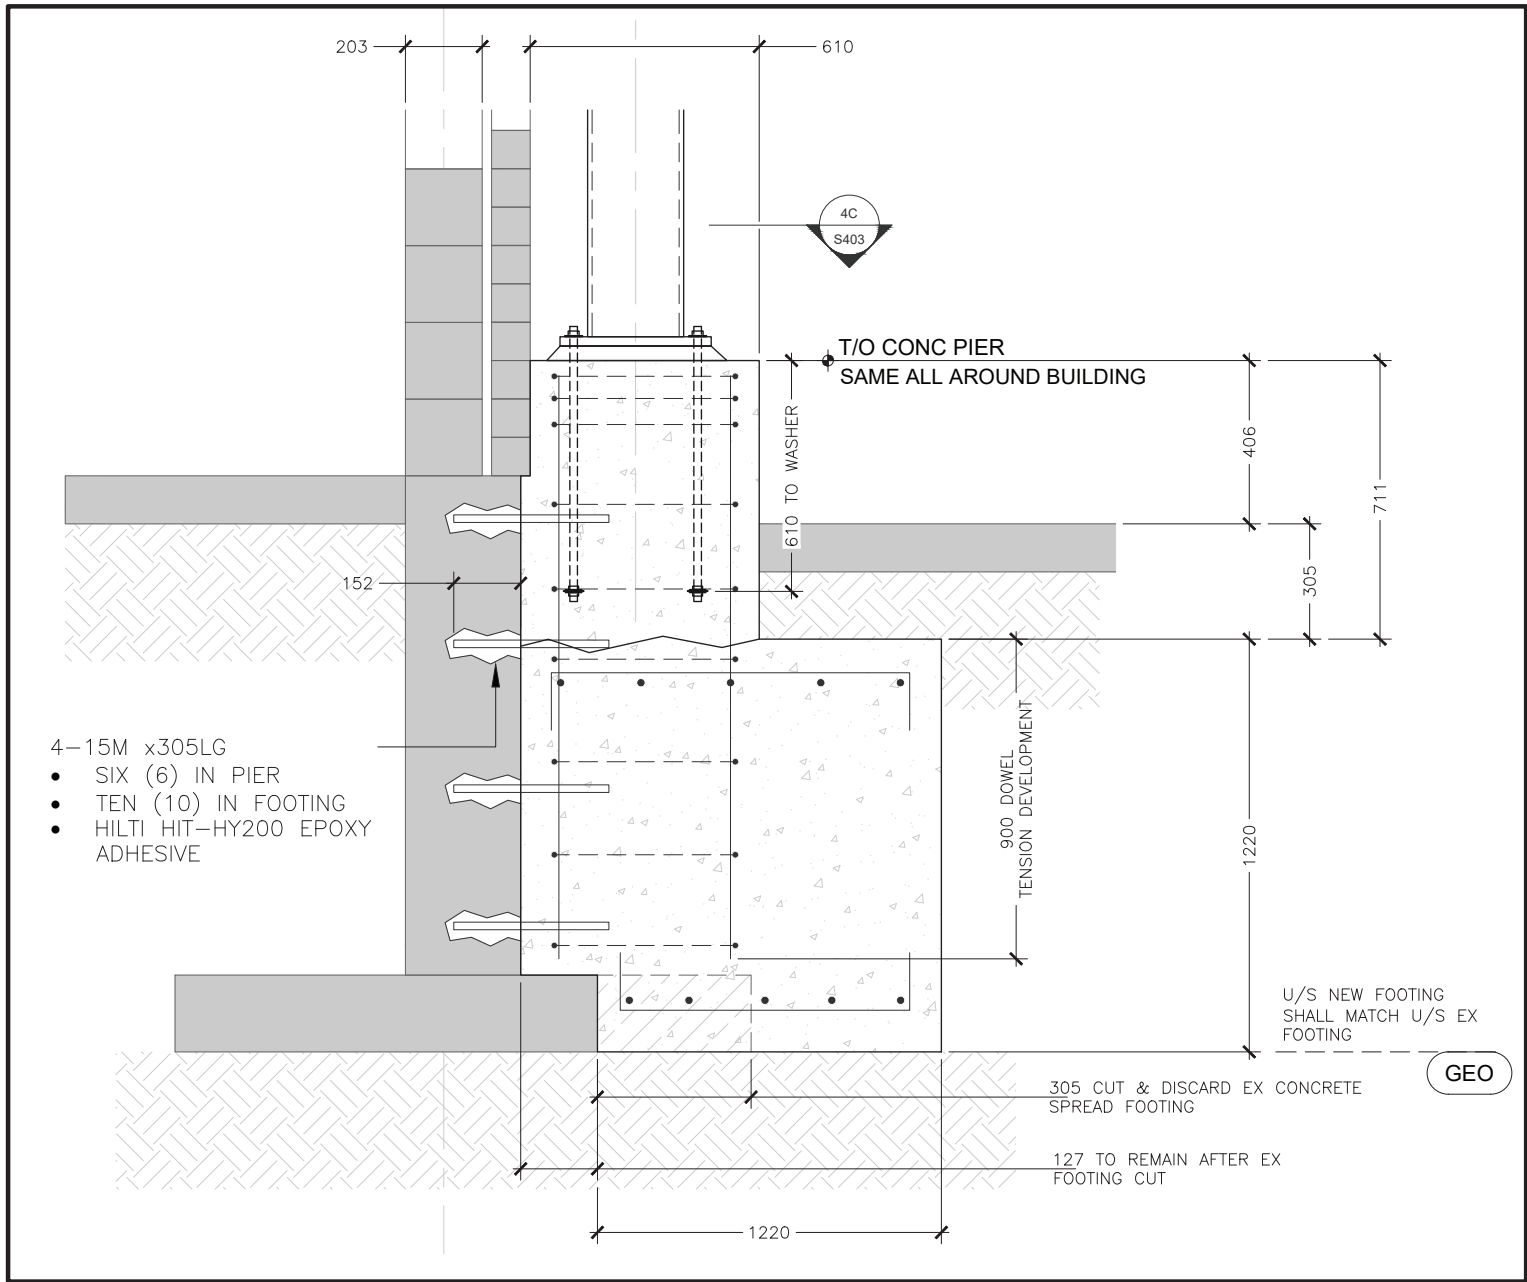 203
610
4C
S403
T/O CONC PIER
SAME ALL AROUND BUILDING
610 TO WASHER
406
711
305
152
4-15M x305LG
• SIX (6) IN PIER
• TEN (10) IN FOOTING
• HILTI HIT-HY200 EPOXY
ADHESIVE
900 DOWEL
TENSION DEVELOPMENT
1220
U/S NEW FOOTING
SHALL MATCH U/S EX
FOOTING
GEO
305 CUT & DISCARD EX CONCRETE
SPREAD FOOTING
127 TO REMAIN AFTER EX
FOOTING CUT
1220